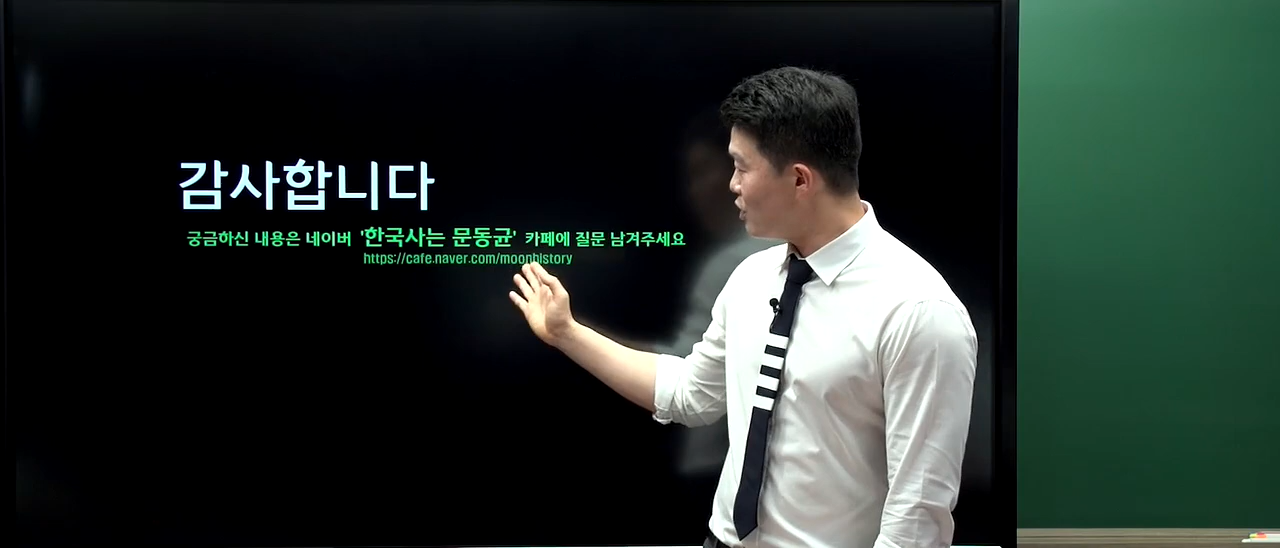 감사합니다
궁금하신 내용은 네이버 '한국사는 문동균' 카페에 질문 남겨주세요
https://cafe.naver.com/moonhistory